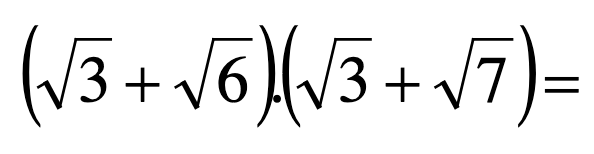 (√3 + √6).(√3 + √7)=